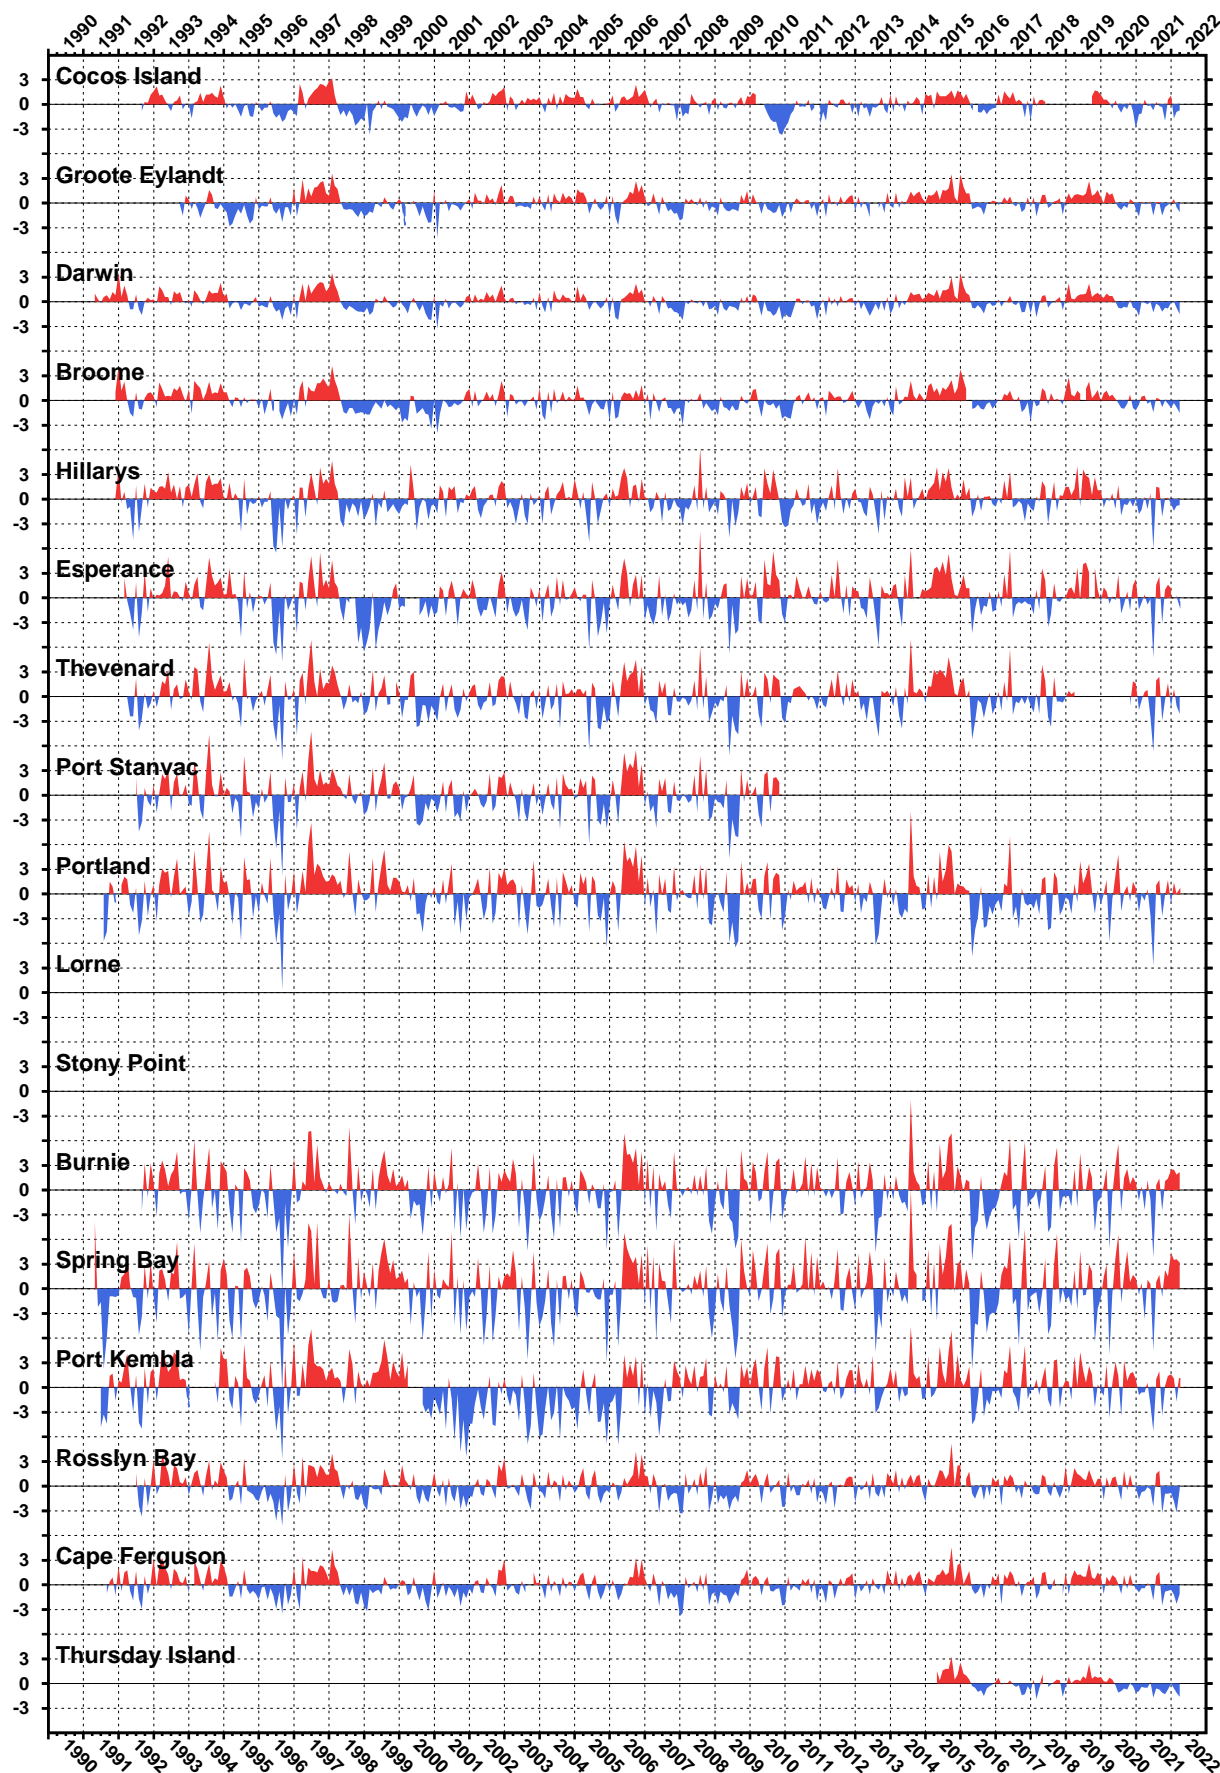 1990 1991 1992 1993 1994 1995 1996 1997 1998 1999 2000 2001 2002 2003 2004 2005 2006 2007 2008 2009 2010 2011 2012 2013 2014 2015 2016 2017 2018 2019 2020 2021 2022
Cocos Island
3
0
-3
Groote Eylandt
3
0
-3
Darwin
3
0
-3
Broome
3
0
-3
Hillarys
3
0
-3
Esperance
3
0
-3
Thevenard
3
0
-3
Port Stanvac
3
0
-3
Portland
3
0
-3
Lorne
3
0
-3
Stony Point
3
0
-3
Burnie
3
0
-3
Spring Bay
3
0
-3
Port Kembla
3
0
-3
Rosslyn Bay
3
0
-3
Cape Ferguson
3
0
-3
Thursday Island
3
0
-3
1990 1991 1992 1993 1994 1995 1996 1997 1998 1999 2000 2001 2002 2003 2004 2005 2006 2007 2008 2009 2010 2011 2012 2013 2014 2015 2016 2017 2018 2019 2020 2021 2022